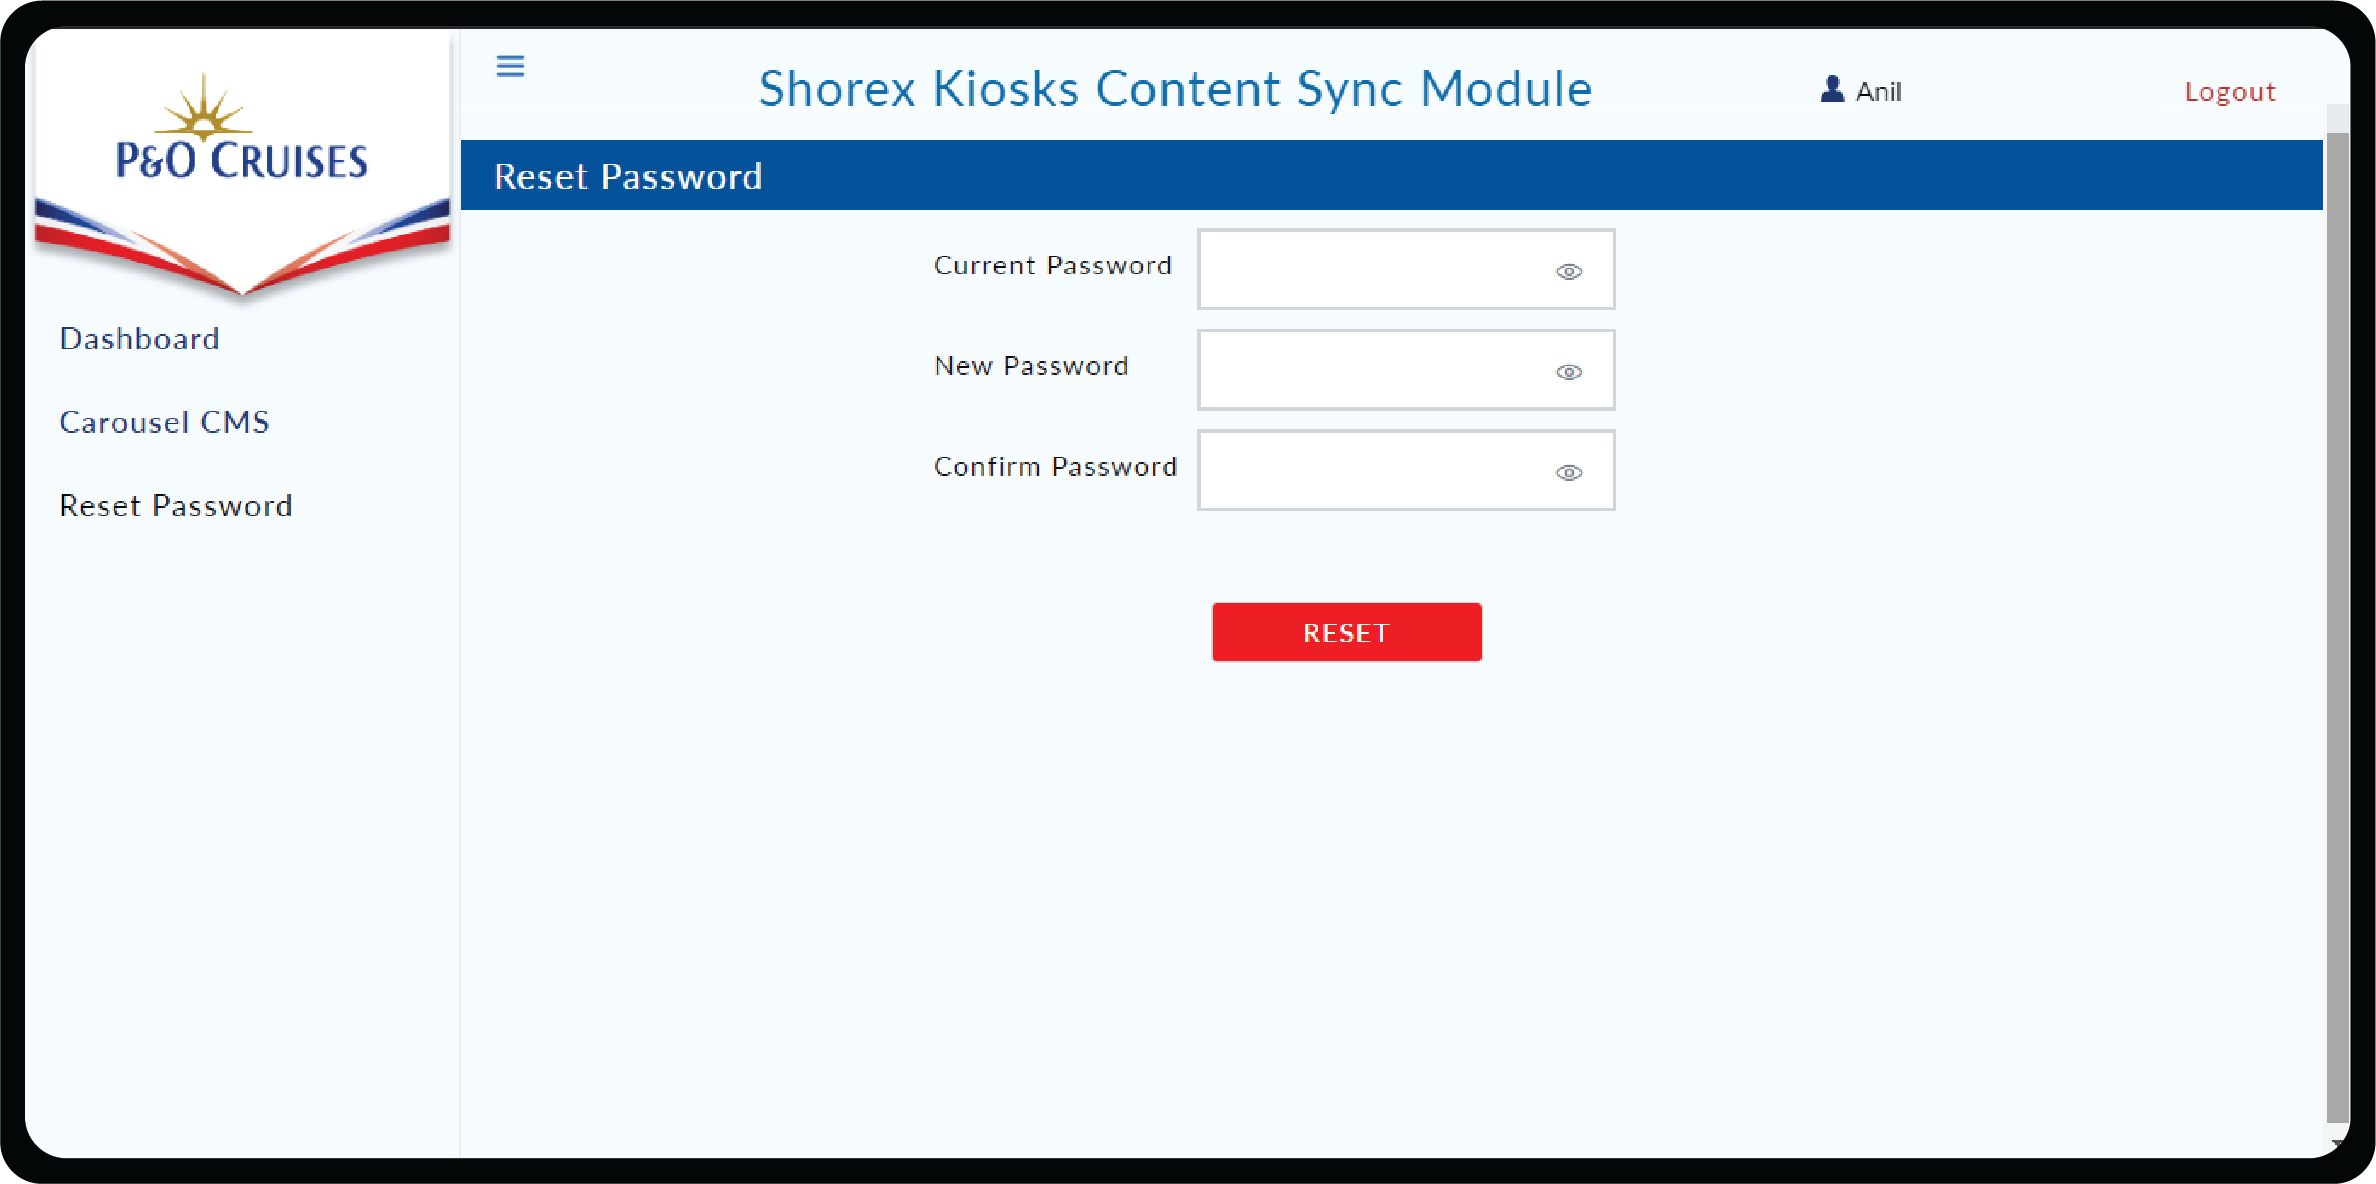 P&O CRUISES
Dashboard
Carousel CMS
Reset Password
Shorex Kiosks Content Sync Module
Anil
Logout
Reset Password
Current Password
New Password
Confirm Password
RESET